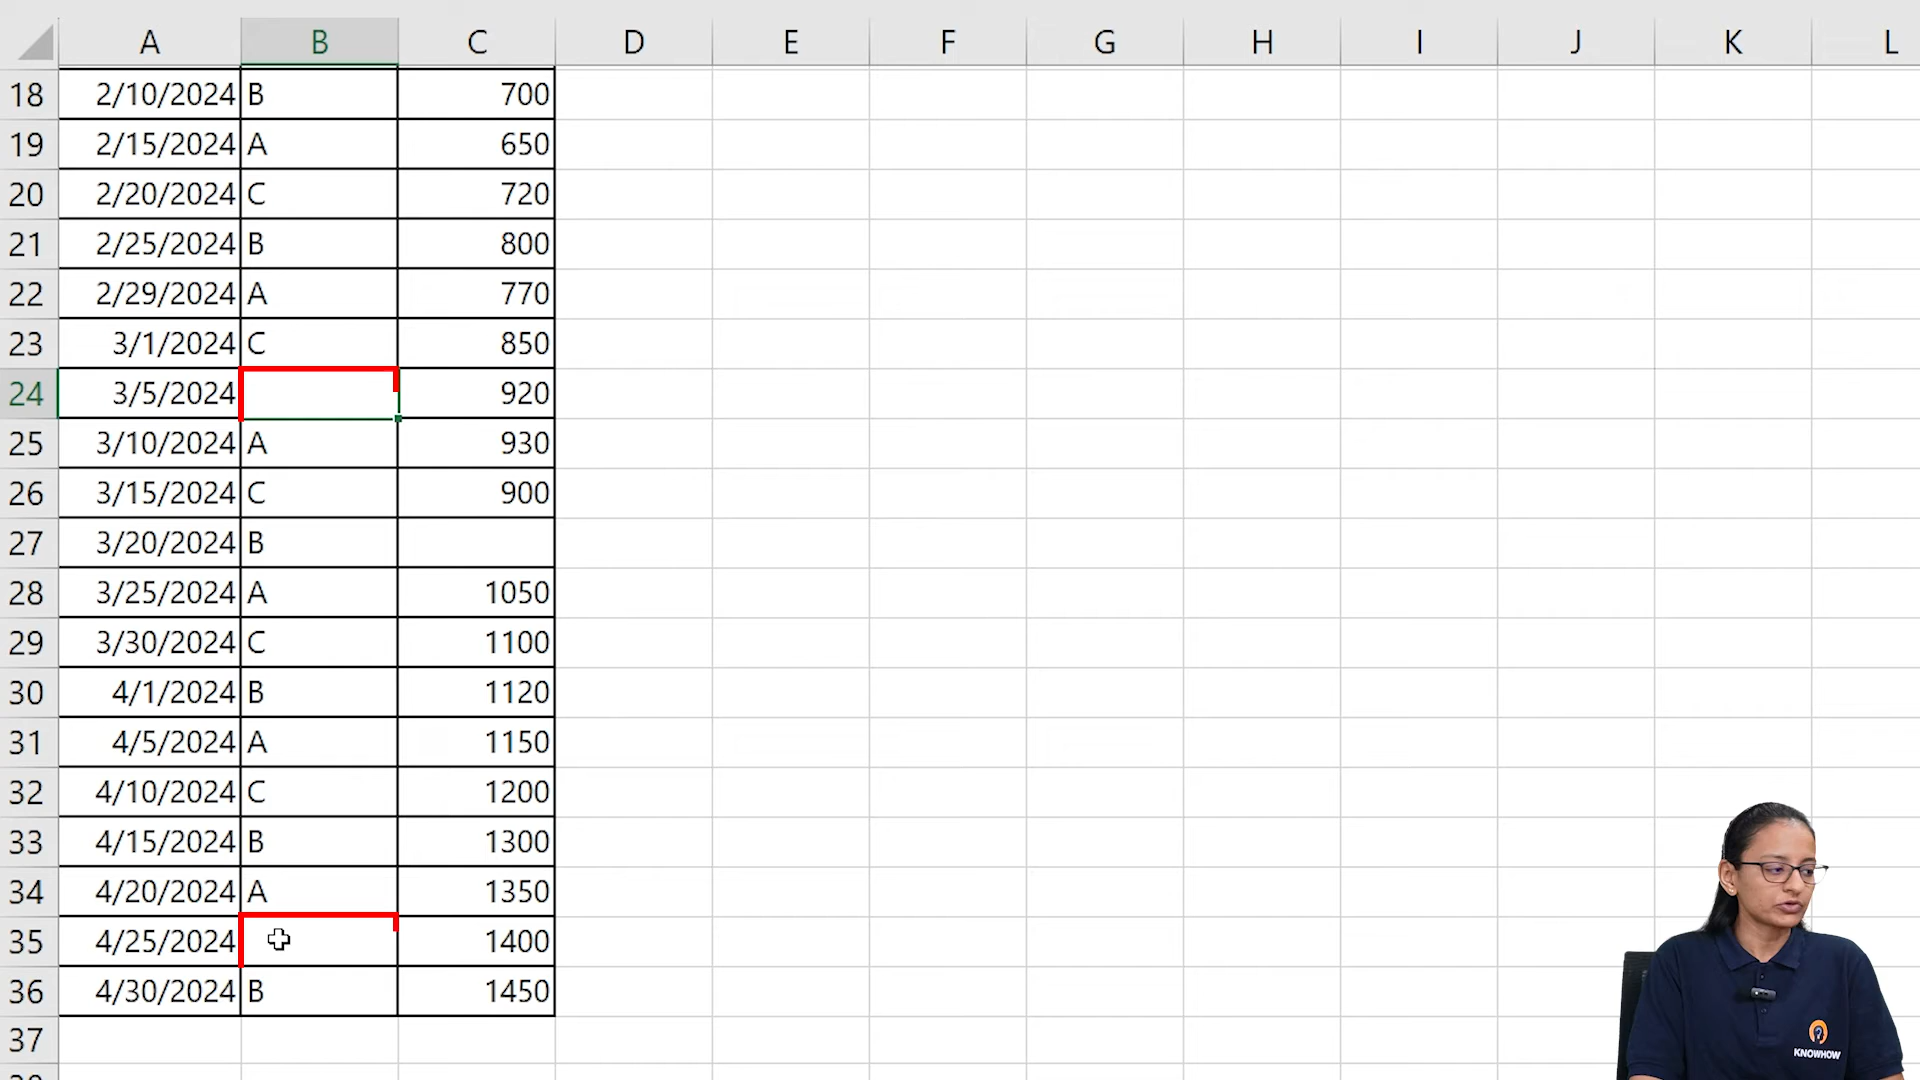 A B C D E F G H I J K L
18 2/10/2024 B 700
19 2/15/2024 A 650
20 2/20/2024 C 720
21 2/25/2024 B 800
22 2/29/2024 A 770
23 3/1/2024 C 850
24 3/5/2024 920
25 3/10/2024 A 930
26 3/15/2024 C 900
27 3/20/2024 B
28 3/25/2024 A 1050
29 3/30/2024 C 1100
30 4/1/2024 B 1120
31 4/5/2024 A 1150
32 4/10/2024 C 1200
33 4/15/2024 B 1300
34 4/20/2024 A 1350
35 4/25/2024 1400
36 4/30/2024 B 1450
37
KNOWHOW